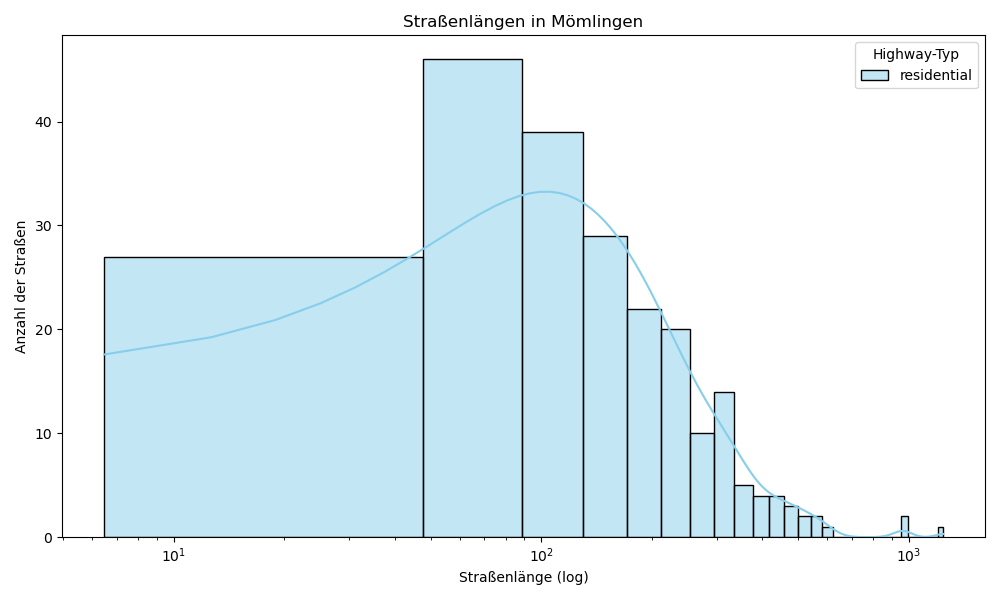 Straßenlängen in Mömlingen
Highway-Typ
residential
Anzahl der Straßen
40
30
20
10
0
10¹
10²
10³
Straßenlänge (log)